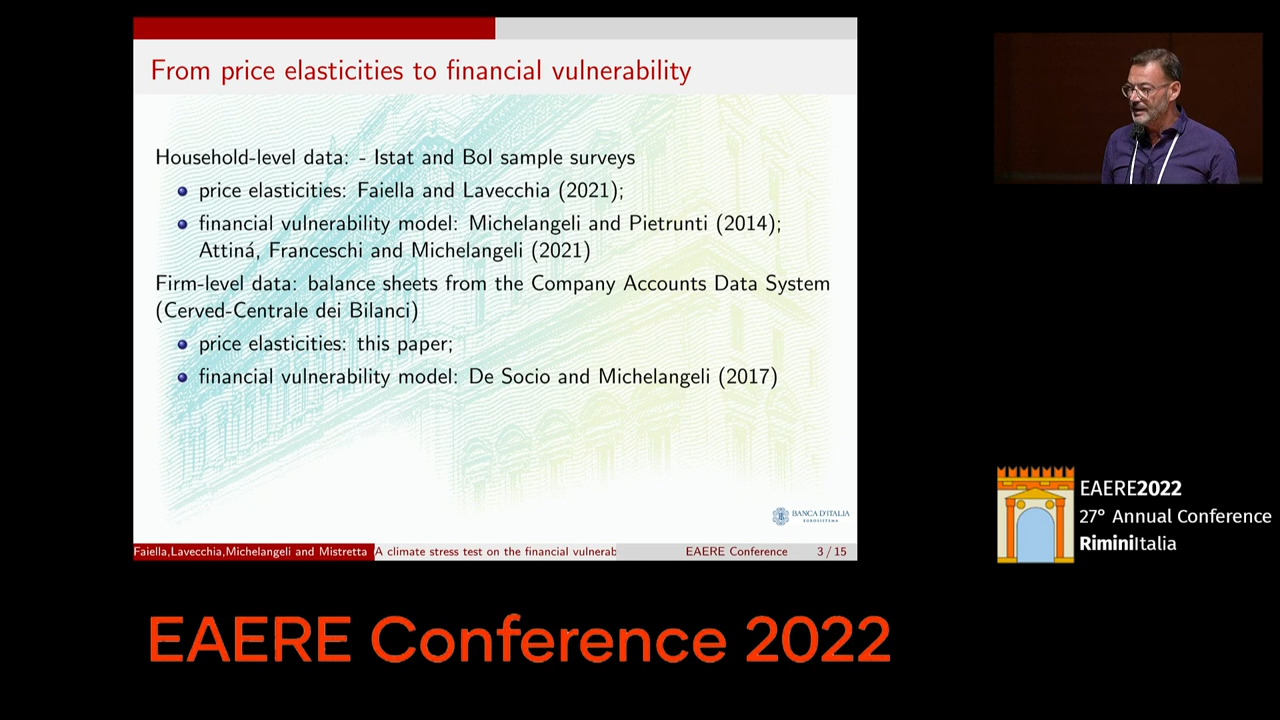 From price elasticities to financial vulnerability
Household-level data: - Istat and BoI sample surveys
price elasticities: Faiella and Lavecchia (2021);
financial vulnerability model: Michelangeli and Pietrunti (2014);
Attiná, Franceschi and Michelangeli (2021)
Firm-level data: balance sheets from the Company Accounts Data System
(Cerved-Centrale dei Bilanci)
price elasticities: this paper;
financial vulnerability model: De Socio and Michelangeli (2017)
BANCA D'ITALIA
EUROSISTEMA
Faiella,Lavecchia,Michelangeli and Mistretta
A climate stress test on the financial vulnerab
EAERE Conference
3 / 15
EAERE2022
27° Annual Conference
RiminiItalia
EAERE Conference 2022